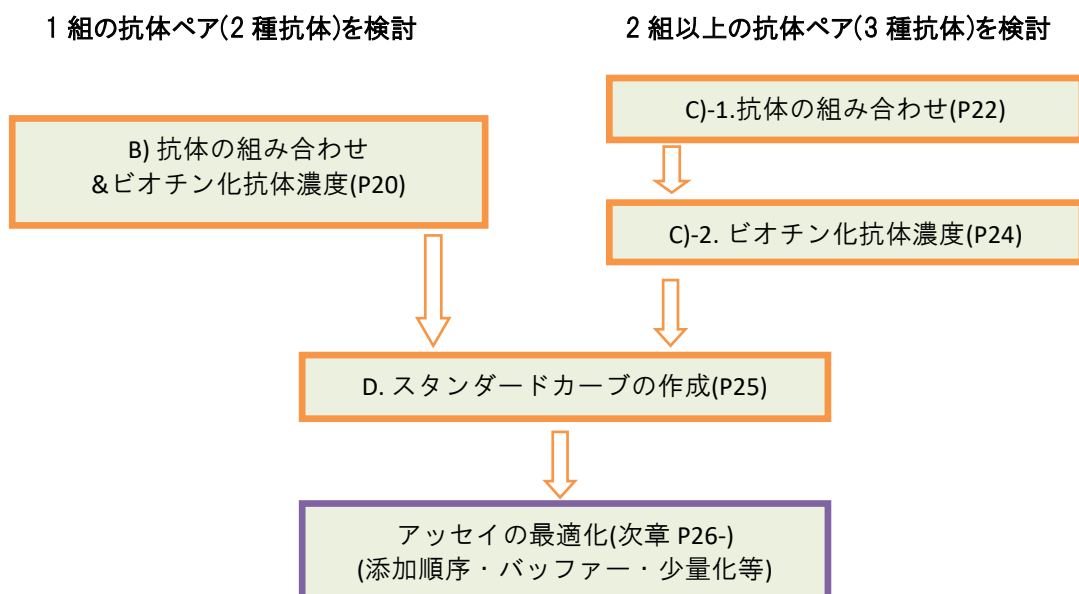 1 組の抗体ペア(2 種抗体)を検討
2 組以上の抗体ペア(3 種抗体)を検討
B) 抗体の組み合わせ
&ビオチン化抗体濃度(P20)
C)-1.抗体の組み合わせ(P22)
C)-2. ビオチン化抗体濃度(P24)
D. スタンダードカーブの作成(P25)
アッセイの最適化(次章 P26-)
(添加順序・バッファー・少量化等)